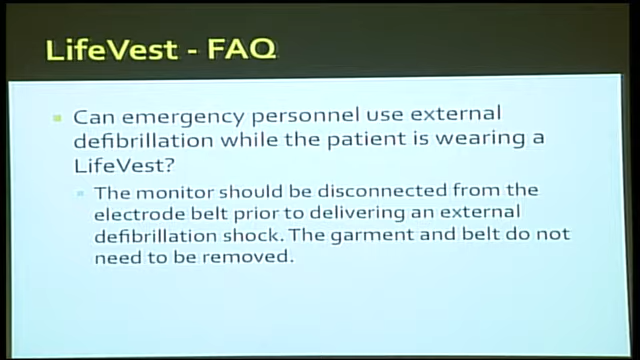 LifeVest - FAQ
Can emergency personnel use external
defibrillation while the patient is wearing a
LifeVest?
The monitor should be disconnected from the
electrode belt prior to delivering an external
defibrillation shock. The garment and belt do not
need to be removed.